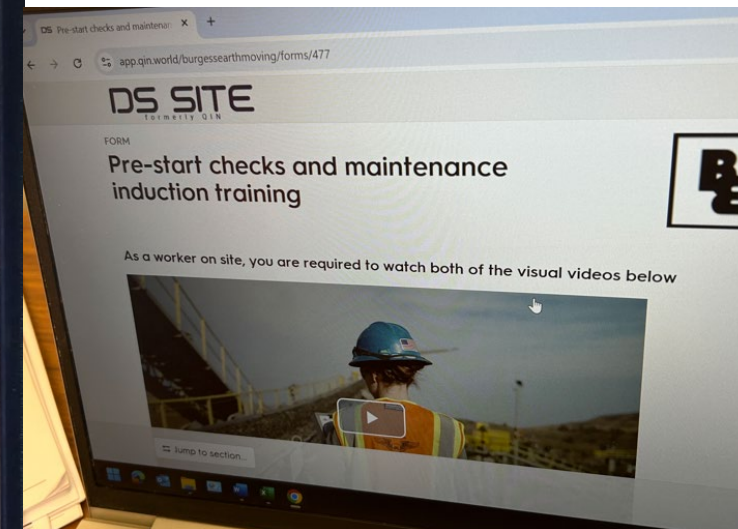 DS Pre-start checks and maintenan
app.qin.world/burgessearthmoving/forms/477
DS SITE
formerly QIN
FORM
Pre-start checks and maintenance
induction training
As a worker on site, you are required to watch both of the visual videos below
Jump to section...